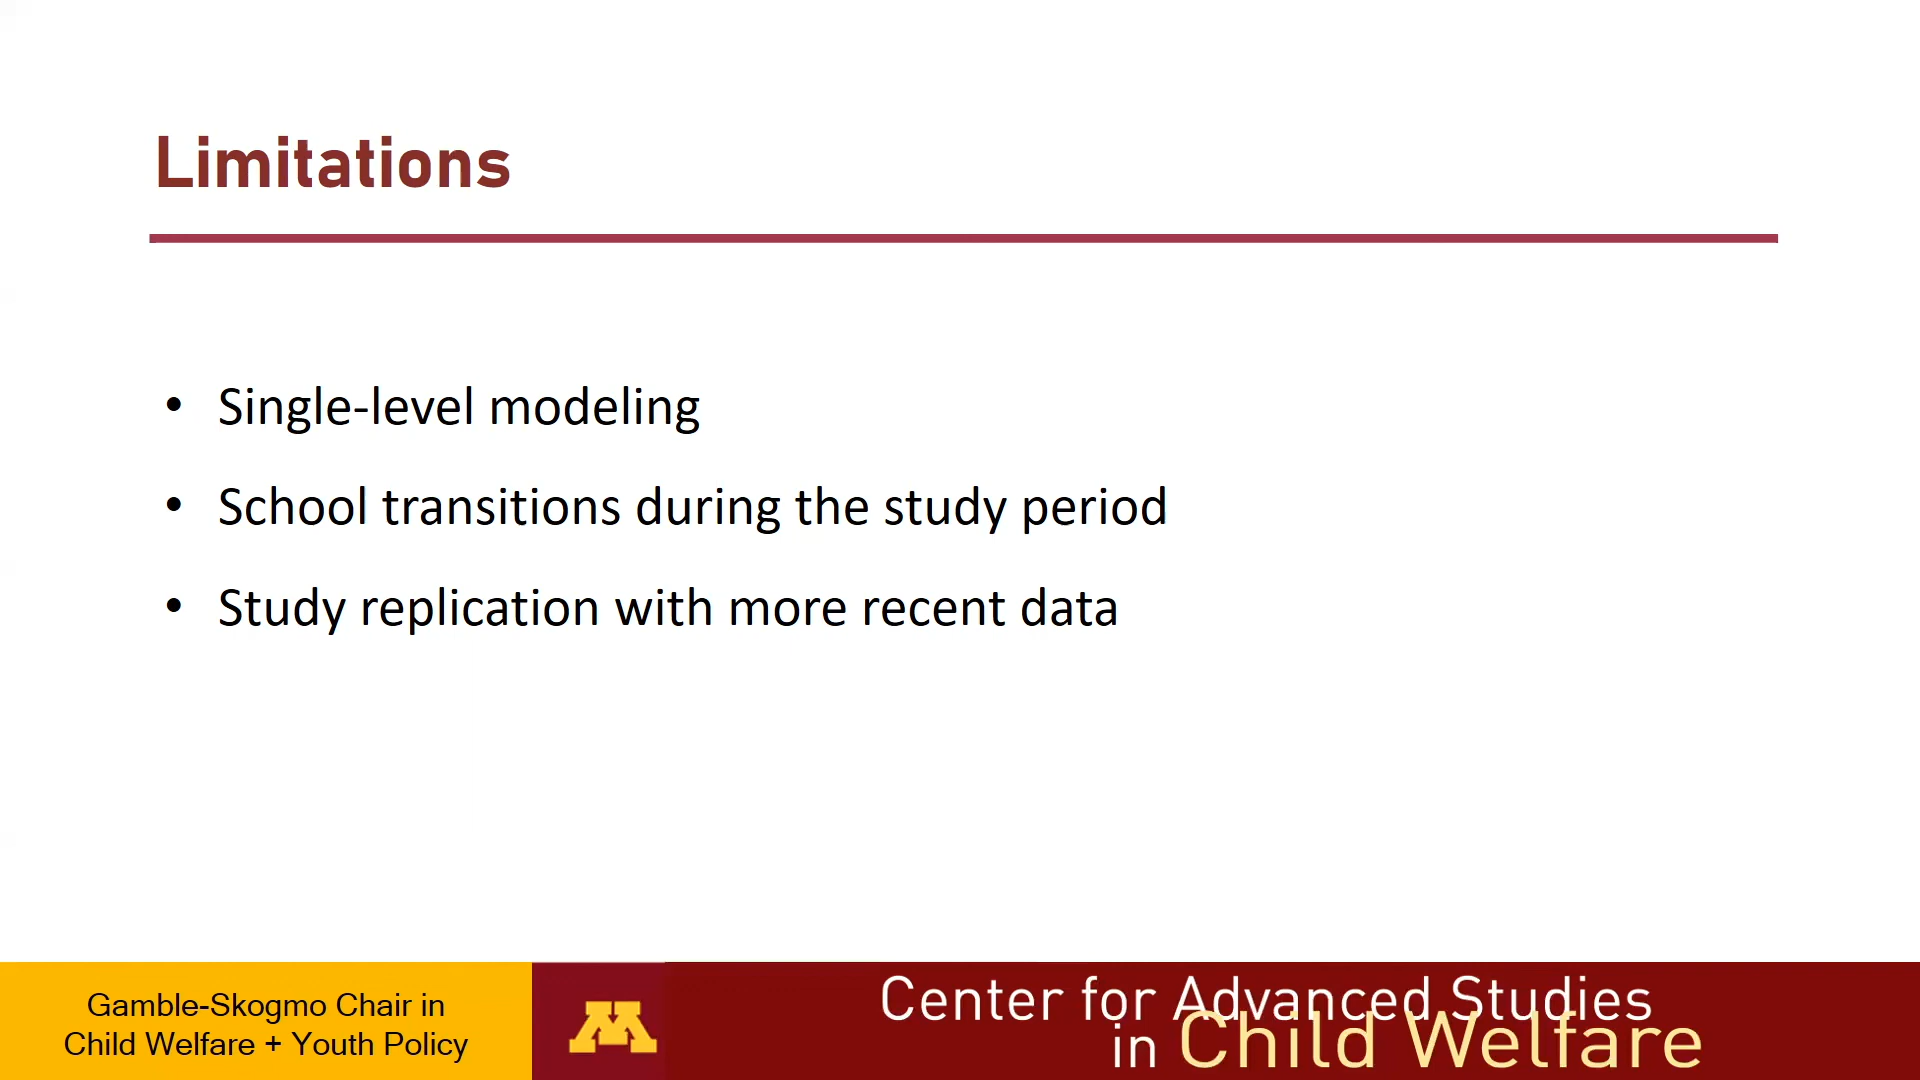 Limitations
• Single-level modeling
• School transitions during the study period
• Study replication with more recent data
Gamble-Skogmo Chair in
Child Welfare + Youth Policy
M
Center for Advanced Studies
in Child Welfare